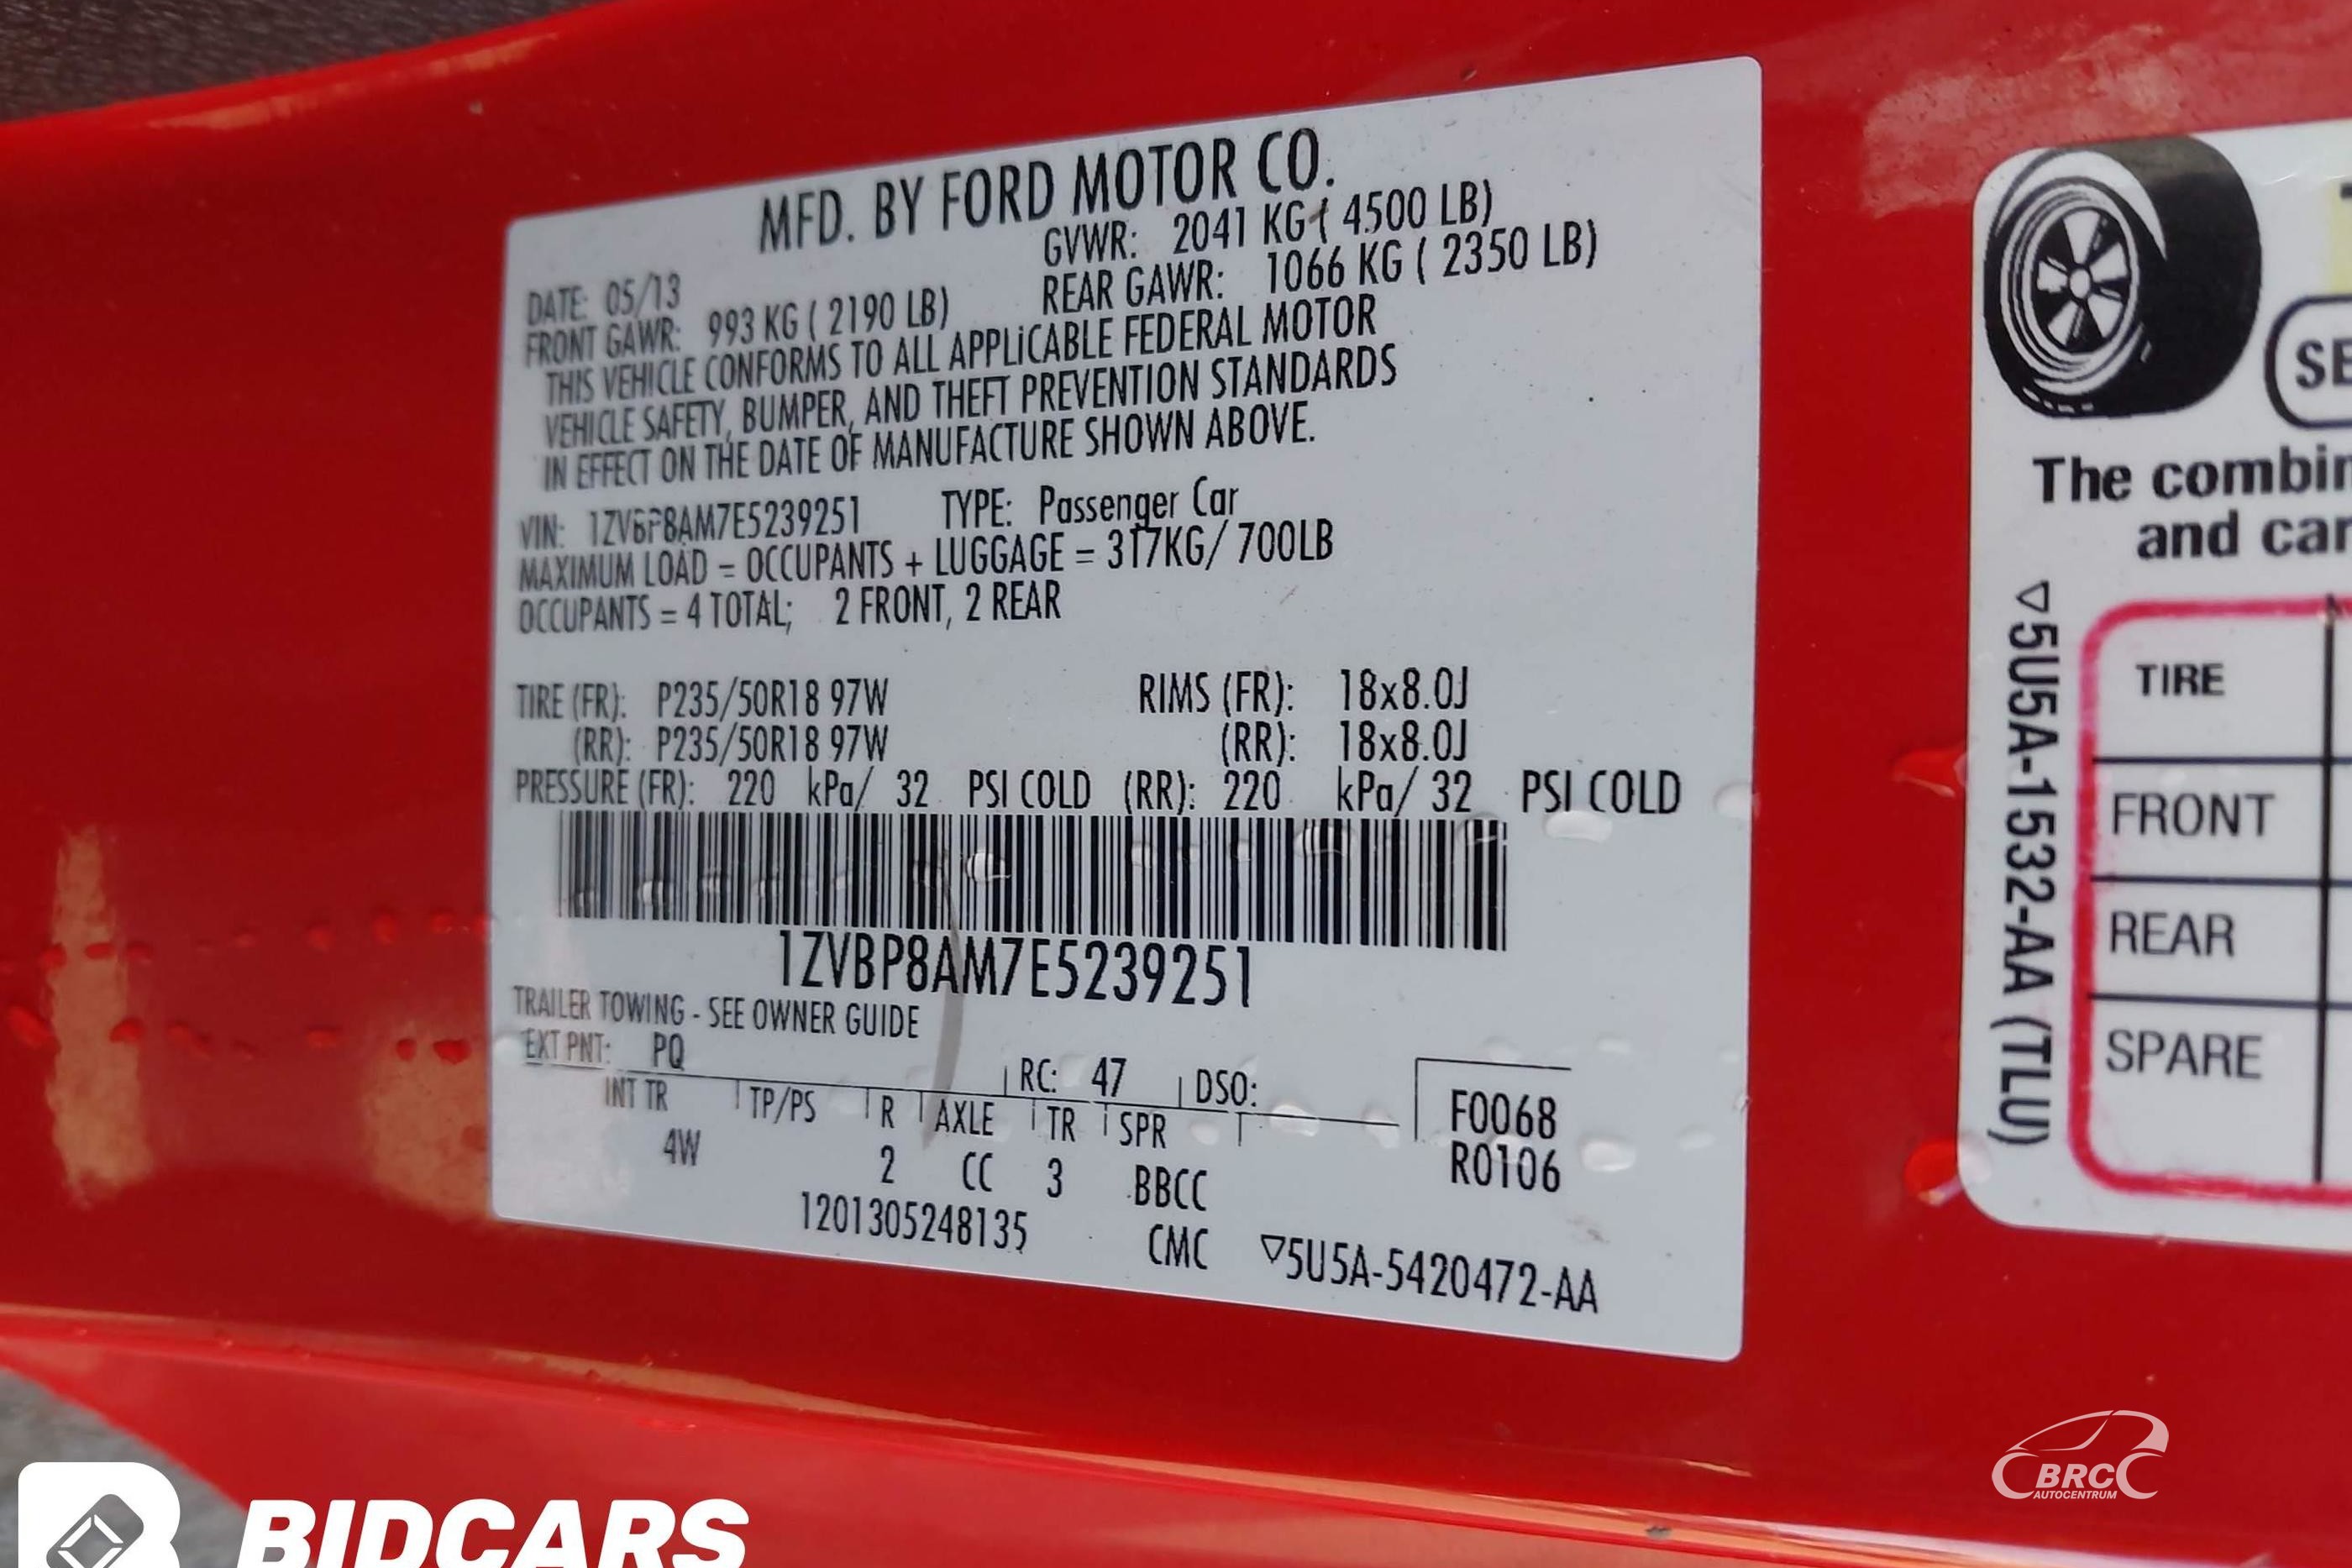 MFD. BY FORD MOTOR CO.
DATE: 05/13 GVWR: 2041 KG ( 4500 LB)
FRONT GAWR: 993 KG ( 2190 LB) REAR GAWR: 1066 KG ( 2350 LB)
THIS VEHICLE CONFORMS TO ALL APPLICABLE FEDERAL MOTOR
VEHICLE SAFETY, BUMPER, AND THEFT PREVENTION STANDARDS
IN EFFECT ON THE DATE OF MANUFACTURE SHOWN ABOVE.
VIN: 1ZVBP8AM7E5239251 TYPE: Passenger Car
MAXIMUM LOAD = OCCUPANTS + LUGGAGE = 317KG/ 700LB
OCCUPANTS = 4 TOTAL; 2 FRONT, 2 REAR
TIRE (FR): P235/50R18 97W RIMS (FR): 18x8.0J
(RR): P235/50R18 97W (RR): 18x8.0J
PRESSURE (FR): 220 kPa/ 32 PSI COLD (RR): 220 kPa/ 32 PSI COLD
1ZVBP8AM7E5239251
TRAILER TOWING - SEE OWNER GUIDE
EXT PNT: PQ RC: 47 DSO:
INT TR TP/PS R AXLE TR SPR F0068
4W 2 CC 3 BBCC R0106
1201305248135 CMC ▽5U5A-5420472-AA
SE
The combin
and car
▽5U5A-1532-AA (TLU)
TIRE
FRONT
REAR
SPARE
BRC
AUTOCENTRUM
BIDCARS